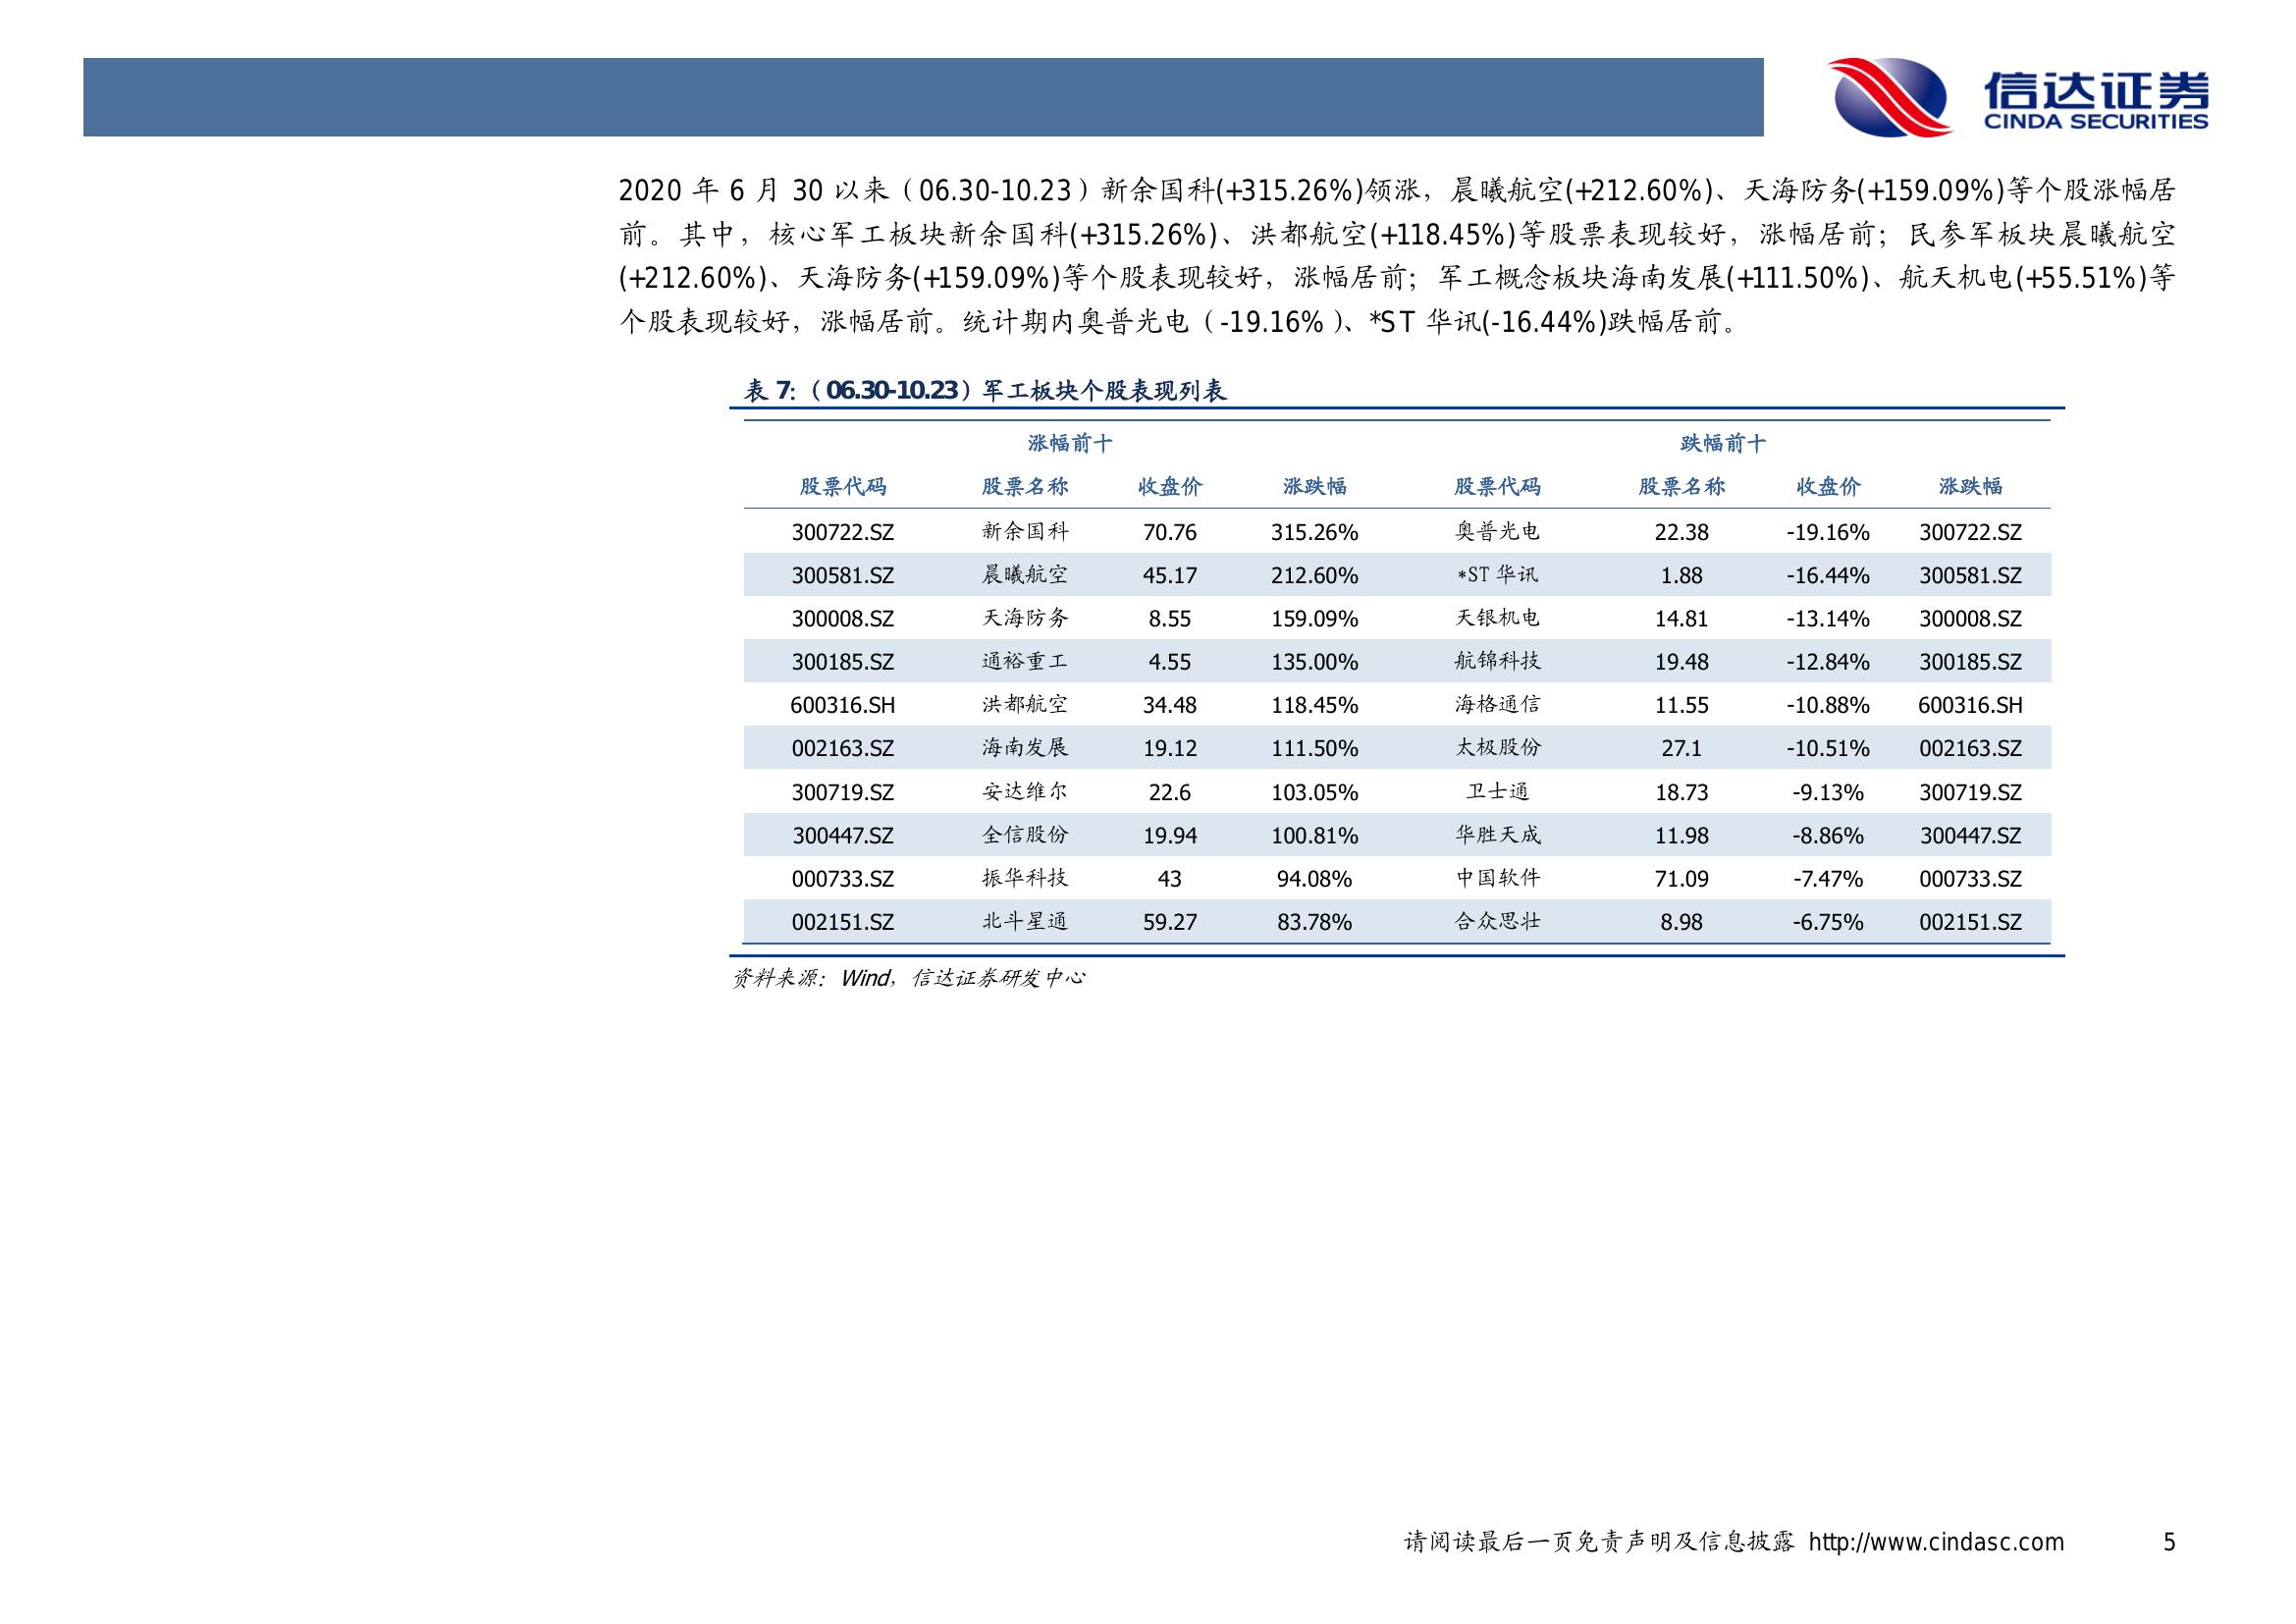 信达证券
CINDA SECURITIES
2020 年 6 月 30 以来（06.30-10.23）新余国科(+315.26%)领涨，晨曦航空(+212.60%)、天海防务(+159.09%)等个股涨幅居
前。其中，核心军工板块新余国科(+315.26%)、洪都航空(+118.45%)等股票表现较好，涨幅居前；民参军板块晨曦航空
(+212.60%)、天海防务(+159.09%)等个股表现较好，涨幅居前；军工概念板块海南发展(+111.50%)、航天机电(+55.51%)等
个股表现较好，涨幅居前。统计期内奥普光电（-19.16%）、*ST 华讯(-16.44%)跌幅居前。
表 7:（06.30-10.23）军工板块个股表现列表
涨幅前十 跌幅前十
股票代码 股票名称 收盘价 涨跌幅 股票代码 股票名称 收盘价 涨跌幅
300722.SZ 新余国科 70.76 315.26% 奥普光电 22.38 -19.16% 300722.SZ
300581.SZ 晨曦航空 45.17 212.60% *ST 华讯 1.88 -16.44% 300581.SZ
300008.SZ 天海防务 8.55 159.09% 天银机电 14.81 -13.14% 300008.SZ
300185.SZ 通裕重工 4.55 135.00% 航锦科技 19.48 -12.84% 300185.SZ
600316.SH 洪都航空 34.48 118.45% 海格通信 11.55 -10.88% 600316.SH
002163.SZ 海南发展 19.12 111.50% 太极股份 27.1 -10.51% 002163.SZ
300719.SZ 安达维尔 22.6 103.05% 卫士通 18.73 -9.13% 300719.SZ
300447.SZ 全信股份 19.94 100.81% 华胜天成 11.98 -8.86% 300447.SZ
000733.SZ 振华科技 43 94.08% 中国软件 71.09 -7.47% 000733.SZ
002151.SZ 北斗星通 59.27 83.78% 合众思壮 8.98 -6.75% 002151.SZ
资料来源：Wind，信达证券研发中心
请阅读最后一页免责声明及信息披露 http://www.cindasc.com 5